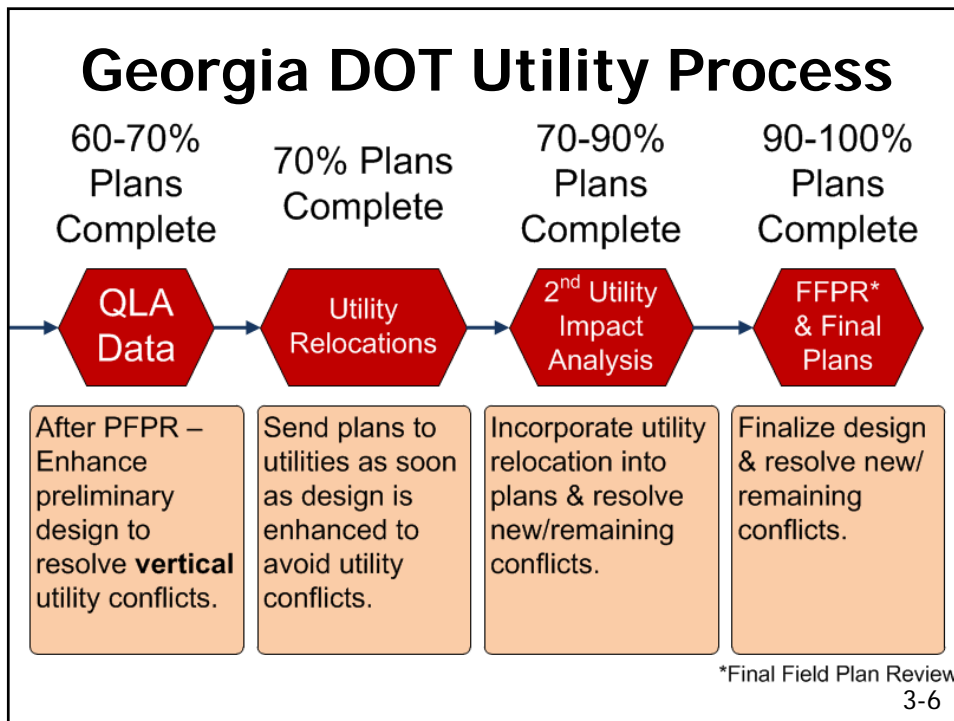 Georgia DOT Utility Process
60-70%
Plans
Complete
70% Plans
Complete
70-90%
Plans
Complete
90-100%
Plans
Complete
QLA
Data
Utility
Relocations
2nd Utility
Impact
Analysis
FFPR*
& Final
Plans
After PFPR –
Enhance
preliminary
design to
resolve vertical
utility conflicts.
Send plans to
utilities as soon
as design is
enhanced to
avoid utility
conflicts.
Incorporate utility
relocation into
plans & resolve
new/remaining
conflicts.
Finalize design
& resolve new/
remaining
conflicts.
*Final Field Plan Review
3-6